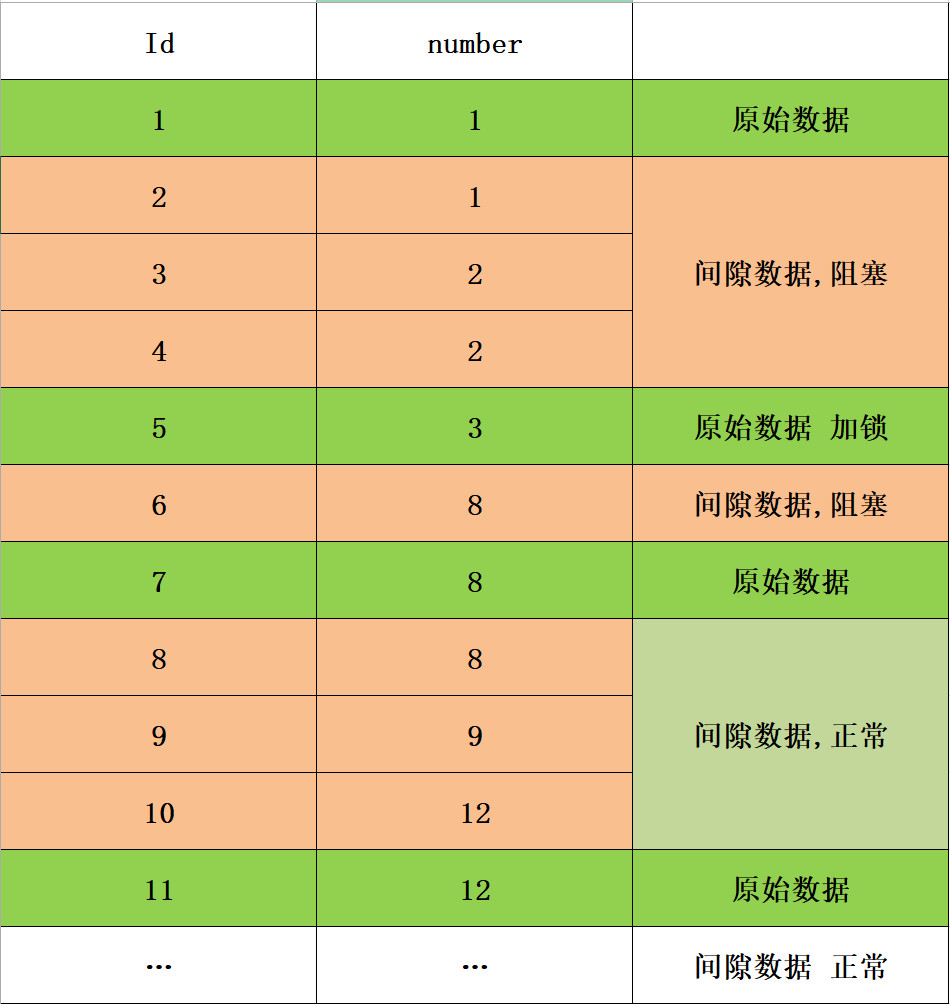 Id number
1 1 原始数据
2 1
3 2 间隙数据,阻塞
4 2
5 3 原始数据 加锁
6 8 间隙数据,阻塞
7 8 原始数据
8 8
9 9 间隙数据,正常
10 12
11 12 原始数据
… … 间隙数据 正常